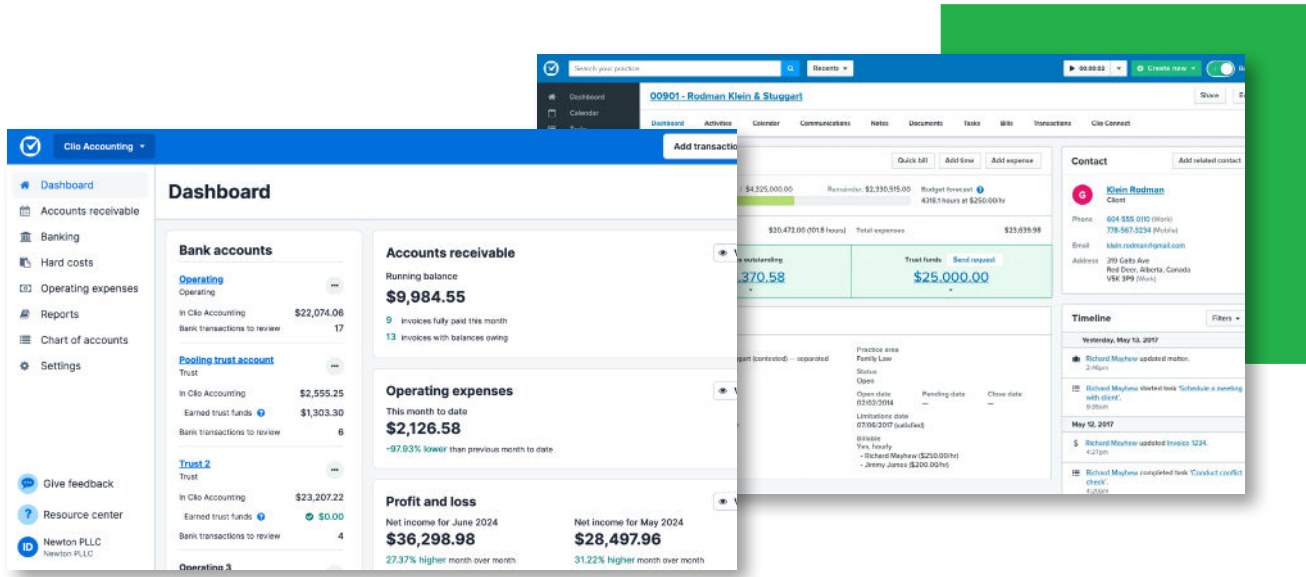 Search your practice
Recents
00:00:02
Create new
Dashboard
Calendar
Tasks
00901 - Rodman Klein & Stuggart
Share
Dashboard Activities Calendar Communications Notes Documents Tasks Bills Transactions Clio Connect
Quick bill Add time Add expense
$4,325,000.00 Remainder: $2,330,515.00 Budget forecast
$20,472.00 (101.8 hours) Total expenses $23,639.98
outstanding
370.58
Trust funds Send request
$25,000.00
(contested) — separated
Practice area
Family Law
Status
Open
Open date Pending date Close date
02/02/2014 — —
Limitations date
07/06/2017 (satisfied)
Billable
Yes, hourly
- Richard Mayhew ($250.00/hr)
- Jimmy James ($200.00/hr)
Contact Add related contact
G
Klein Rodman
Client
Phone 604-555-0110 (Work)
778-567-3234 (Mobile)
Email klein.rodman@gmail.com
Address 319 Galts Ave
Red Deer, Alberta, Canada
V5K 3P9 (Work)
Timeline Filters
Yesterday, May 13, 2017
Richard Mayhew updated matter.
2:46pm
Richard Mayhew started task 'Schedule a meeting
with client'.
May 12, 2017
Richard Mayhew updated Invoice 1234.
4:27pm
Richard Mayhew completed task 'Conduct conflict
check'.
Clio Accounting
Add transaction
Dashboard
Accounts receivable
Banking
Hard costs
Operating expenses
Reports
Chart of accounts
Settings
Give feedback
Resource center
ID
Newton PLLC
Newton PLLC
Dashboard
Bank accounts
Operating
Operating
In Clio Accounting $22,074.06
Bank transactions to review 17
Pooling trust account
Trust
In Clio Accounting $2,555.25
Earned trust funds $1,303.30
Bank transactions to review 6
Trust 2
Trust
In Clio Accounting $23,207.22
Earned trust funds $0.00
Bank transactions to review 4
Operating 3
Accounts receivable
Running balance
$9,984.55
9 invoices fully paid this month
13 invoices with balances owing
Operating expenses
This month to date
$2,126.58
-97.93% lower than previous month to date
Profit and loss
Net income for June 2024 Net income for May 2024
$36,298.98 $28,497.96
27.37% higher month over month 31.22% higher month over month